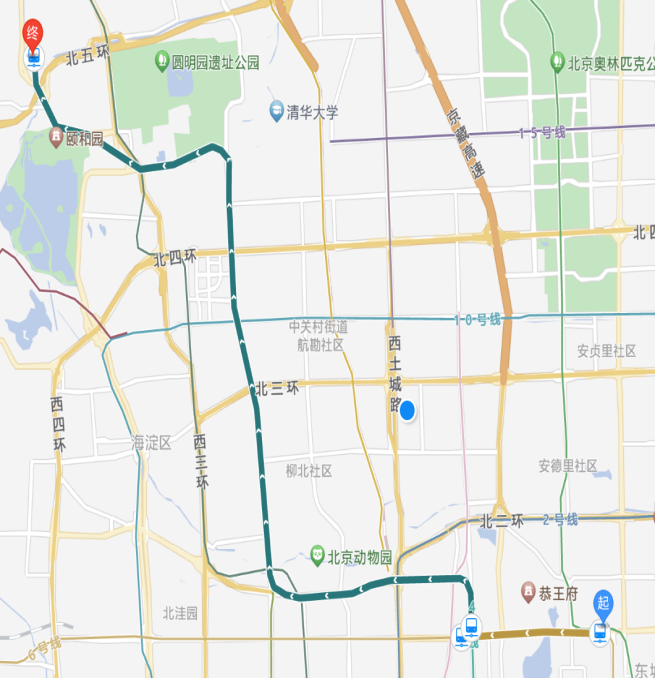 终
北五环
圆明园遗址公园
北京奥林匹克公
清华大学
京藏高速
颐和园
15号线
北四
北四环
10号线
中关村街道
航勘社区
西土城路
安贞里社区
北三环
西四环
海淀区
西三环
柳北社区
安德里社区
北二环
2号线
北京动物园
恭王府
起
北洼园
6号线
线
东城